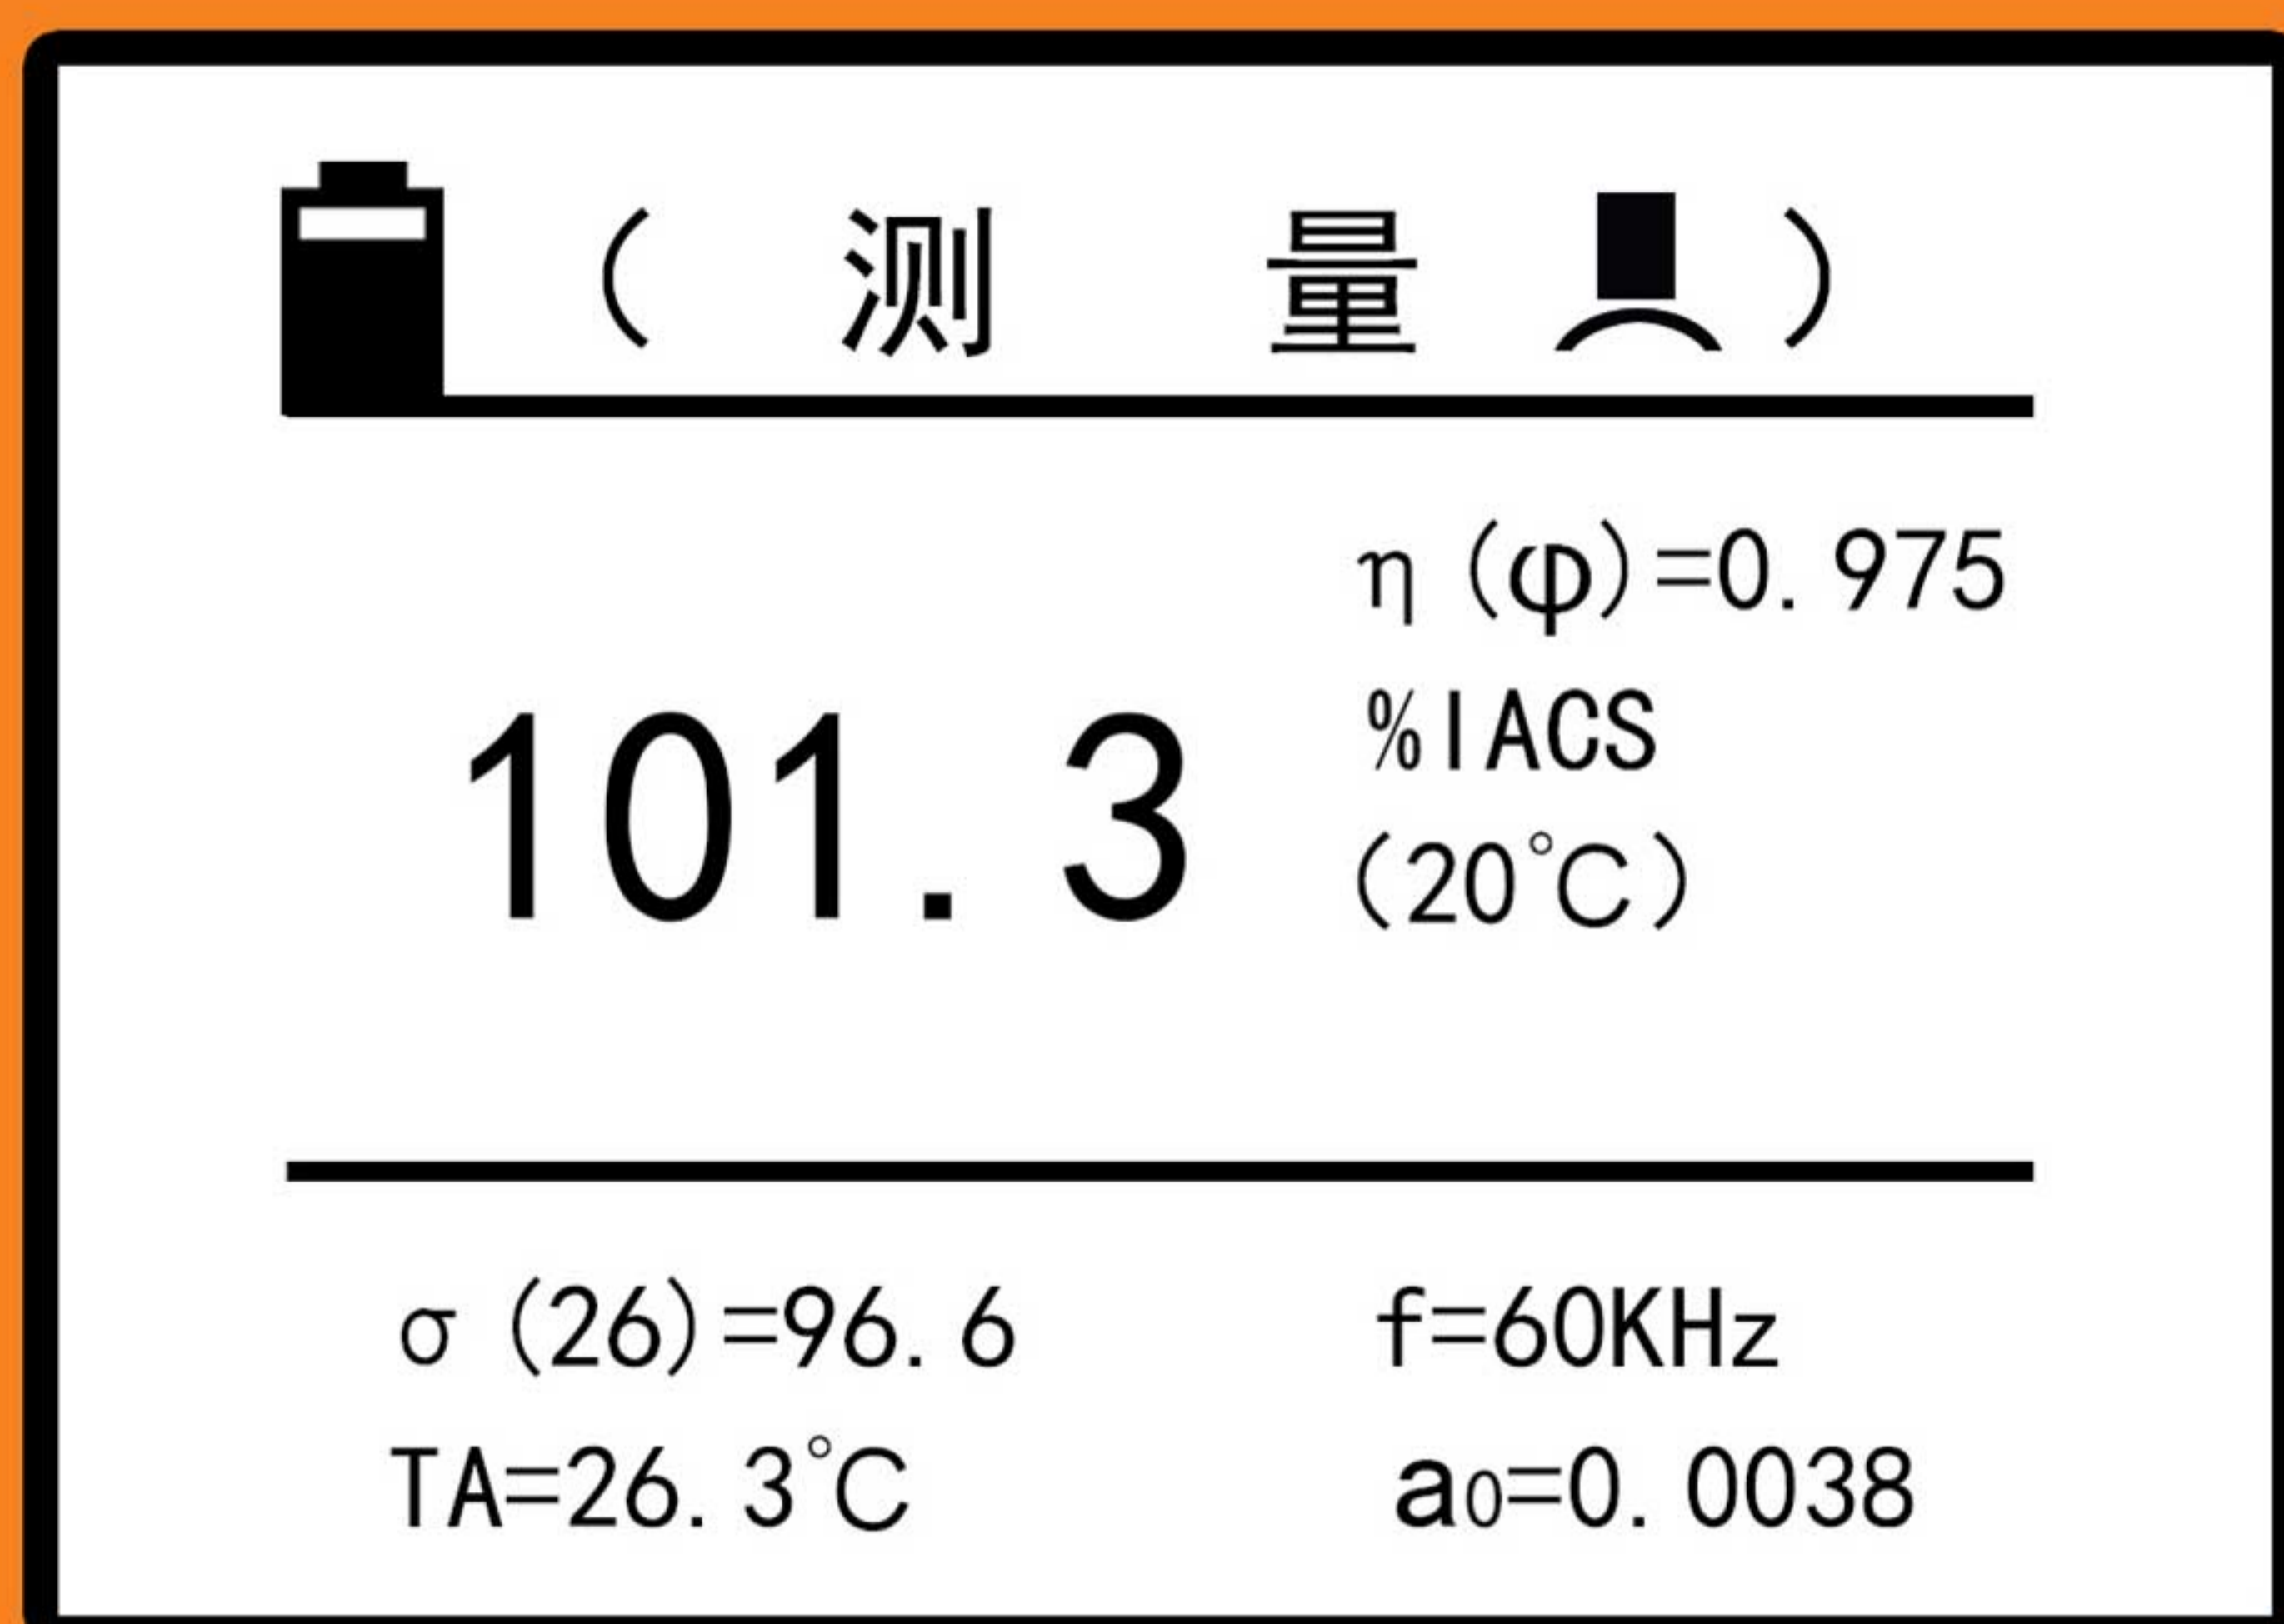 （ 测 量 ）
η(φ)=0.975
101.3 %IACS
(20℃)
σ(26)=96.6 f=60KHz
TA=26.3℃ a₀=0.0038